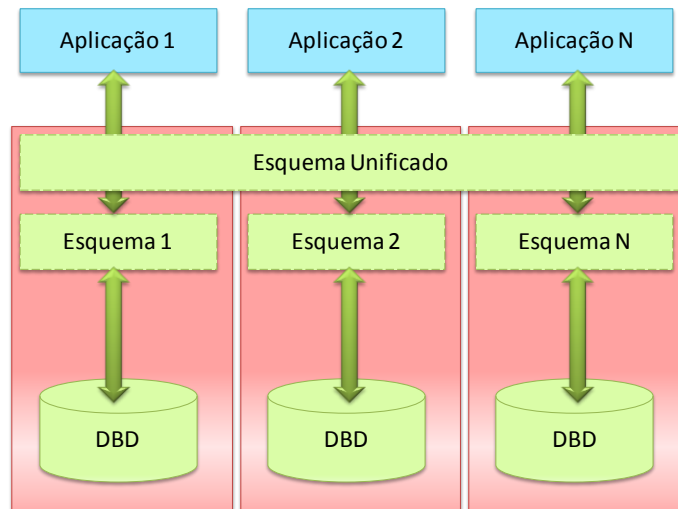 Aplicação 1
Aplicação 2
Aplicação N
Esquema Unificado
Esquema 1
Esquema 2
Esquema N
DBD
DBD
DBD